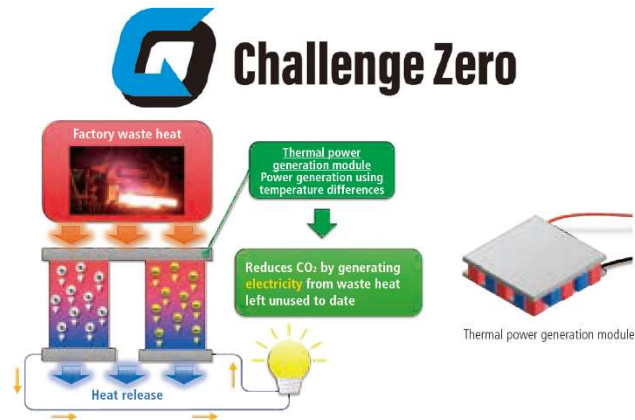 Challenge Zero
Factory waste heat
Thermal power
generation module
Power generation using
temperature differences
Reduces CO₂ by generating
electricity from waste heat
left unused to date
Thermal power generation module
Heat release